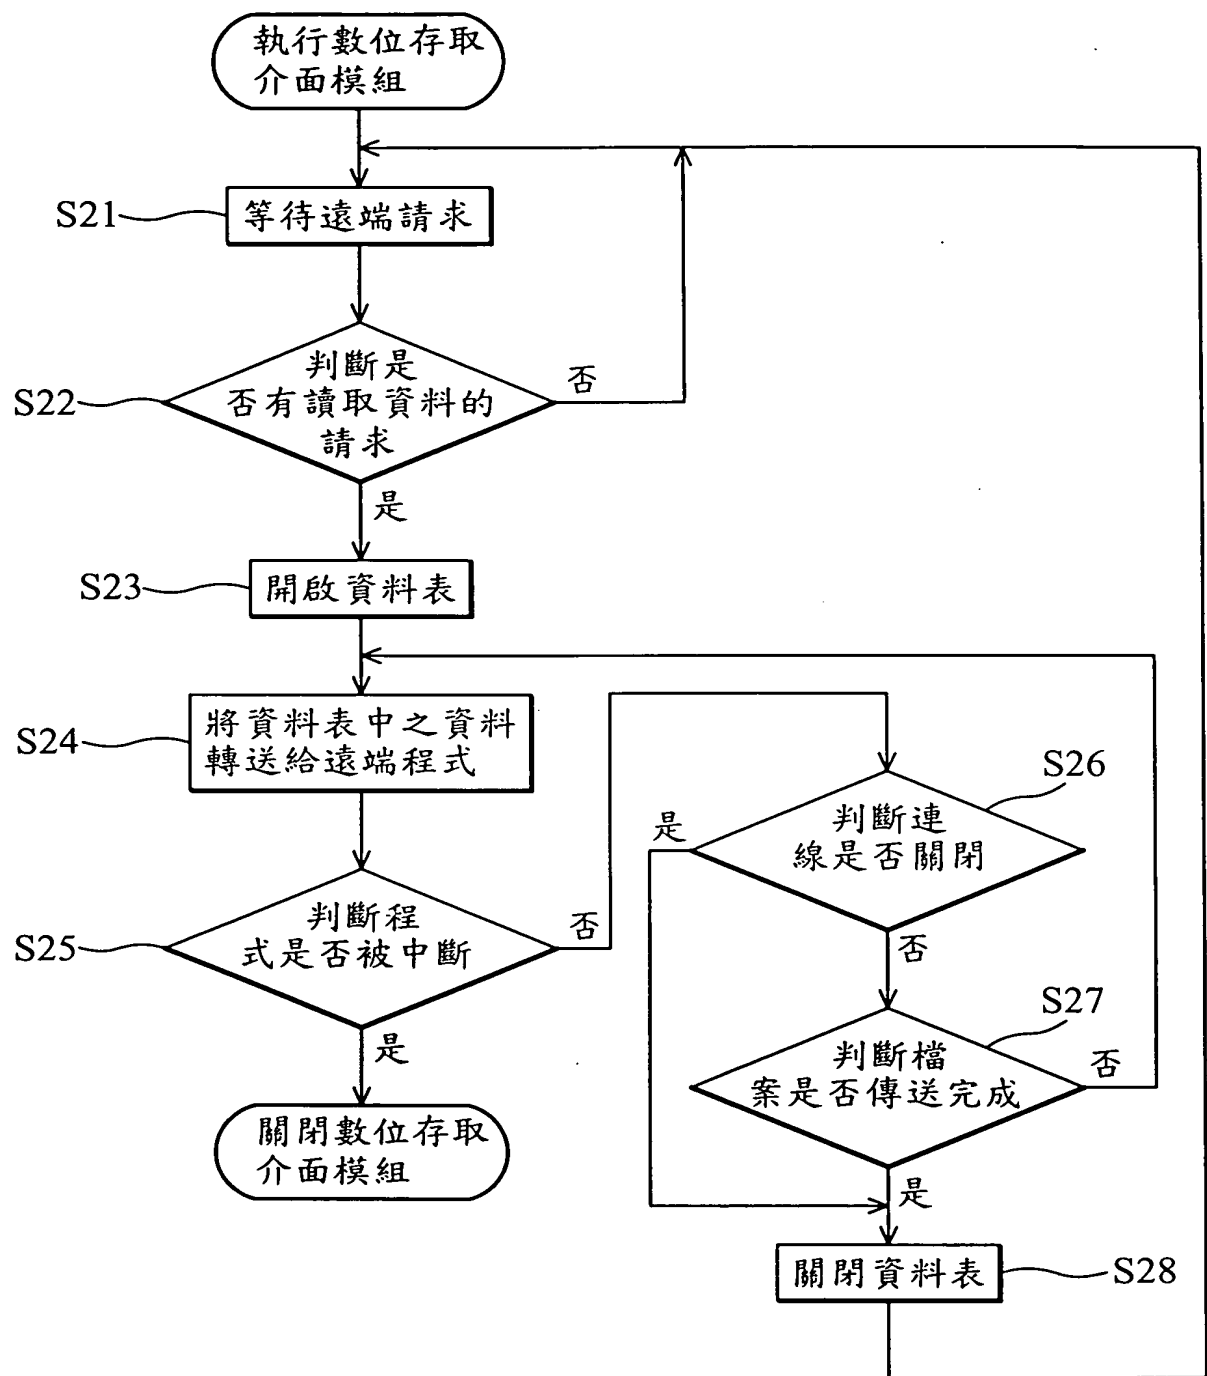 執行數位存取
介面模組
S21
等待遠端請求
S22
判斷是
否有讀取資料的
請求
否
是
S23
開啟資料表
S24
將資料表中之資料
轉送給遠端程式
S25
判斷程
式是否被中斷
否
是
關閉數位存取
介面模組
S26
判斷連
線是否關閉
是
否
S27
判斷檔
案是否傳送完成
否
是
關閉資料表
S28